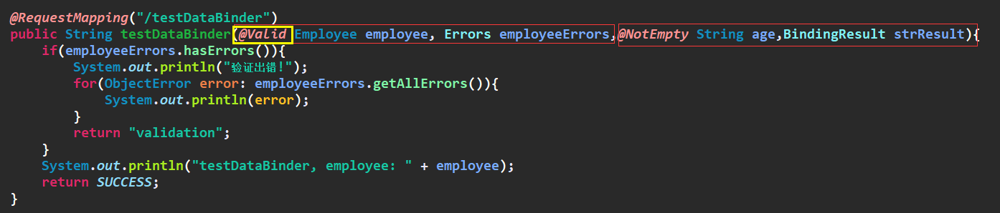 @RequestMapping("/testDataBinder")
public String testDataBinder(@Valid Employee employee, Errors employeeErrors,@NotEmpty String age,BindingResult strResult){
if(employeeErrors.hasErrors()){
System.out.println("验证出错!");
for(ObjectError error: employeeErrors.getAllErrors()){
System.out.println(error);
}
return "validation";
}
System.out.println("testDataBinder, employee: " + employee);
return SUCCESS;
}